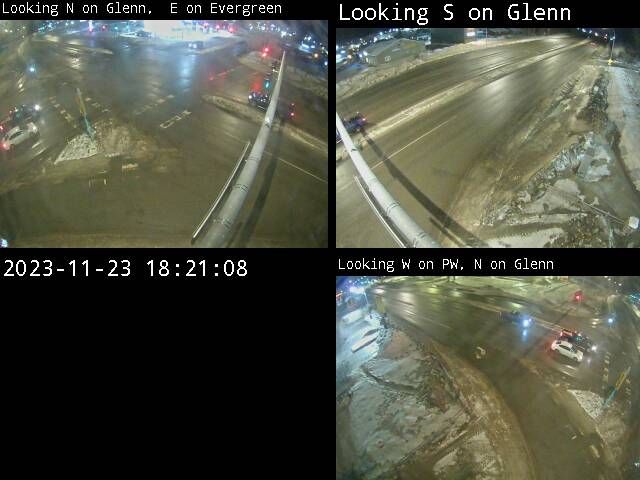 Looking N on Glenn,  E on Evergreen
Looking S on Glenn
2023-11-23 18:21:08
Looking W on PW, N on Glenn